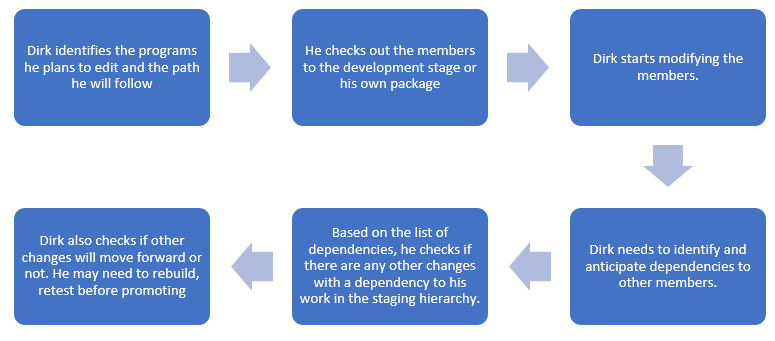 Dirk identifies the programs
he plans to edit and the path
he will follow
He checks out the members
to the development stage or
his own package
Dirk starts modifying the
members.
Dirk needs to identify and
anticipate dependencies to
other members.
Based on the list of
dependencies, he checks if
there are any other changes
with a dependency to his
work in the staging hierarchy.
Dirk also checks if other
changes will move forward or
not. He may need to rebuild,
retest before promoting